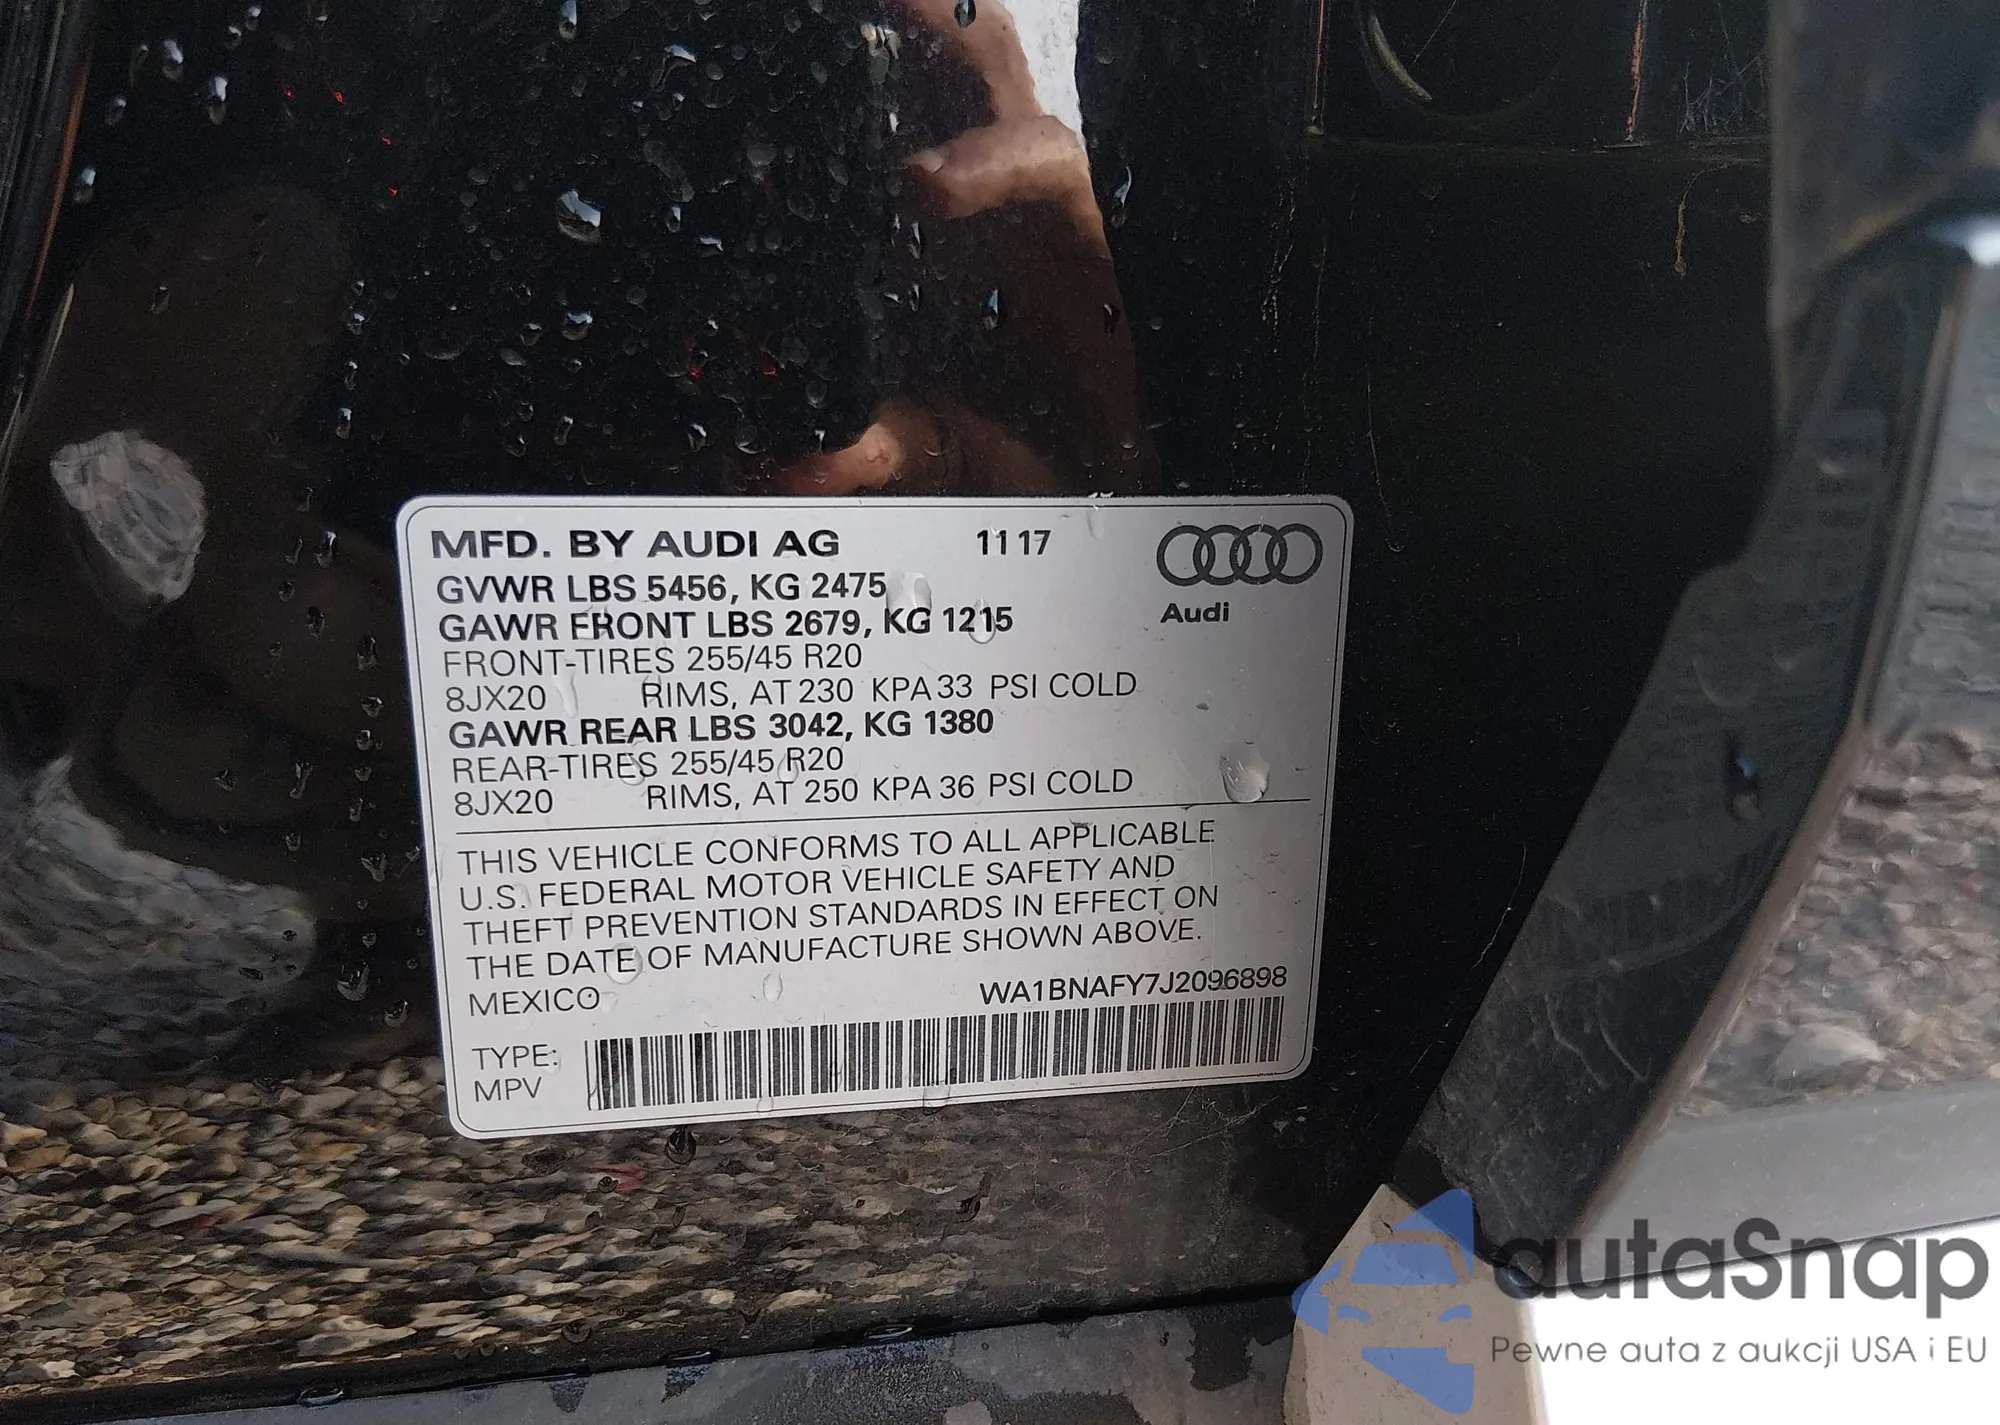 MFD. BY AUDI AG 11 17
Audi
GVWR LBS 5456, KG 2475
GAWR FRONT LBS 2679, KG 1215
FRONT-TIRES 255/45 R20
8JX20 RIMS, AT 230 KPA 33 PSI COLD
GAWR REAR LBS 3042, KG 1380
REAR-TIRES 255/45 R20
8JX20 RIMS, AT 250 KPA 36 PSI COLD
THIS VEHICLE CONFORMS TO ALL APPLICABLE
U.S. FEDERAL MOTOR VEHICLE SAFETY AND
THEFT PREVENTION STANDARDS IN EFFECT ON
THE DATE OF MANUFACTURE SHOWN ABOVE.
MEXICO WA1BNAFY7J2096898
TYPE:
MPV
autaSnap
Pewne auta z aukcji USA i EU